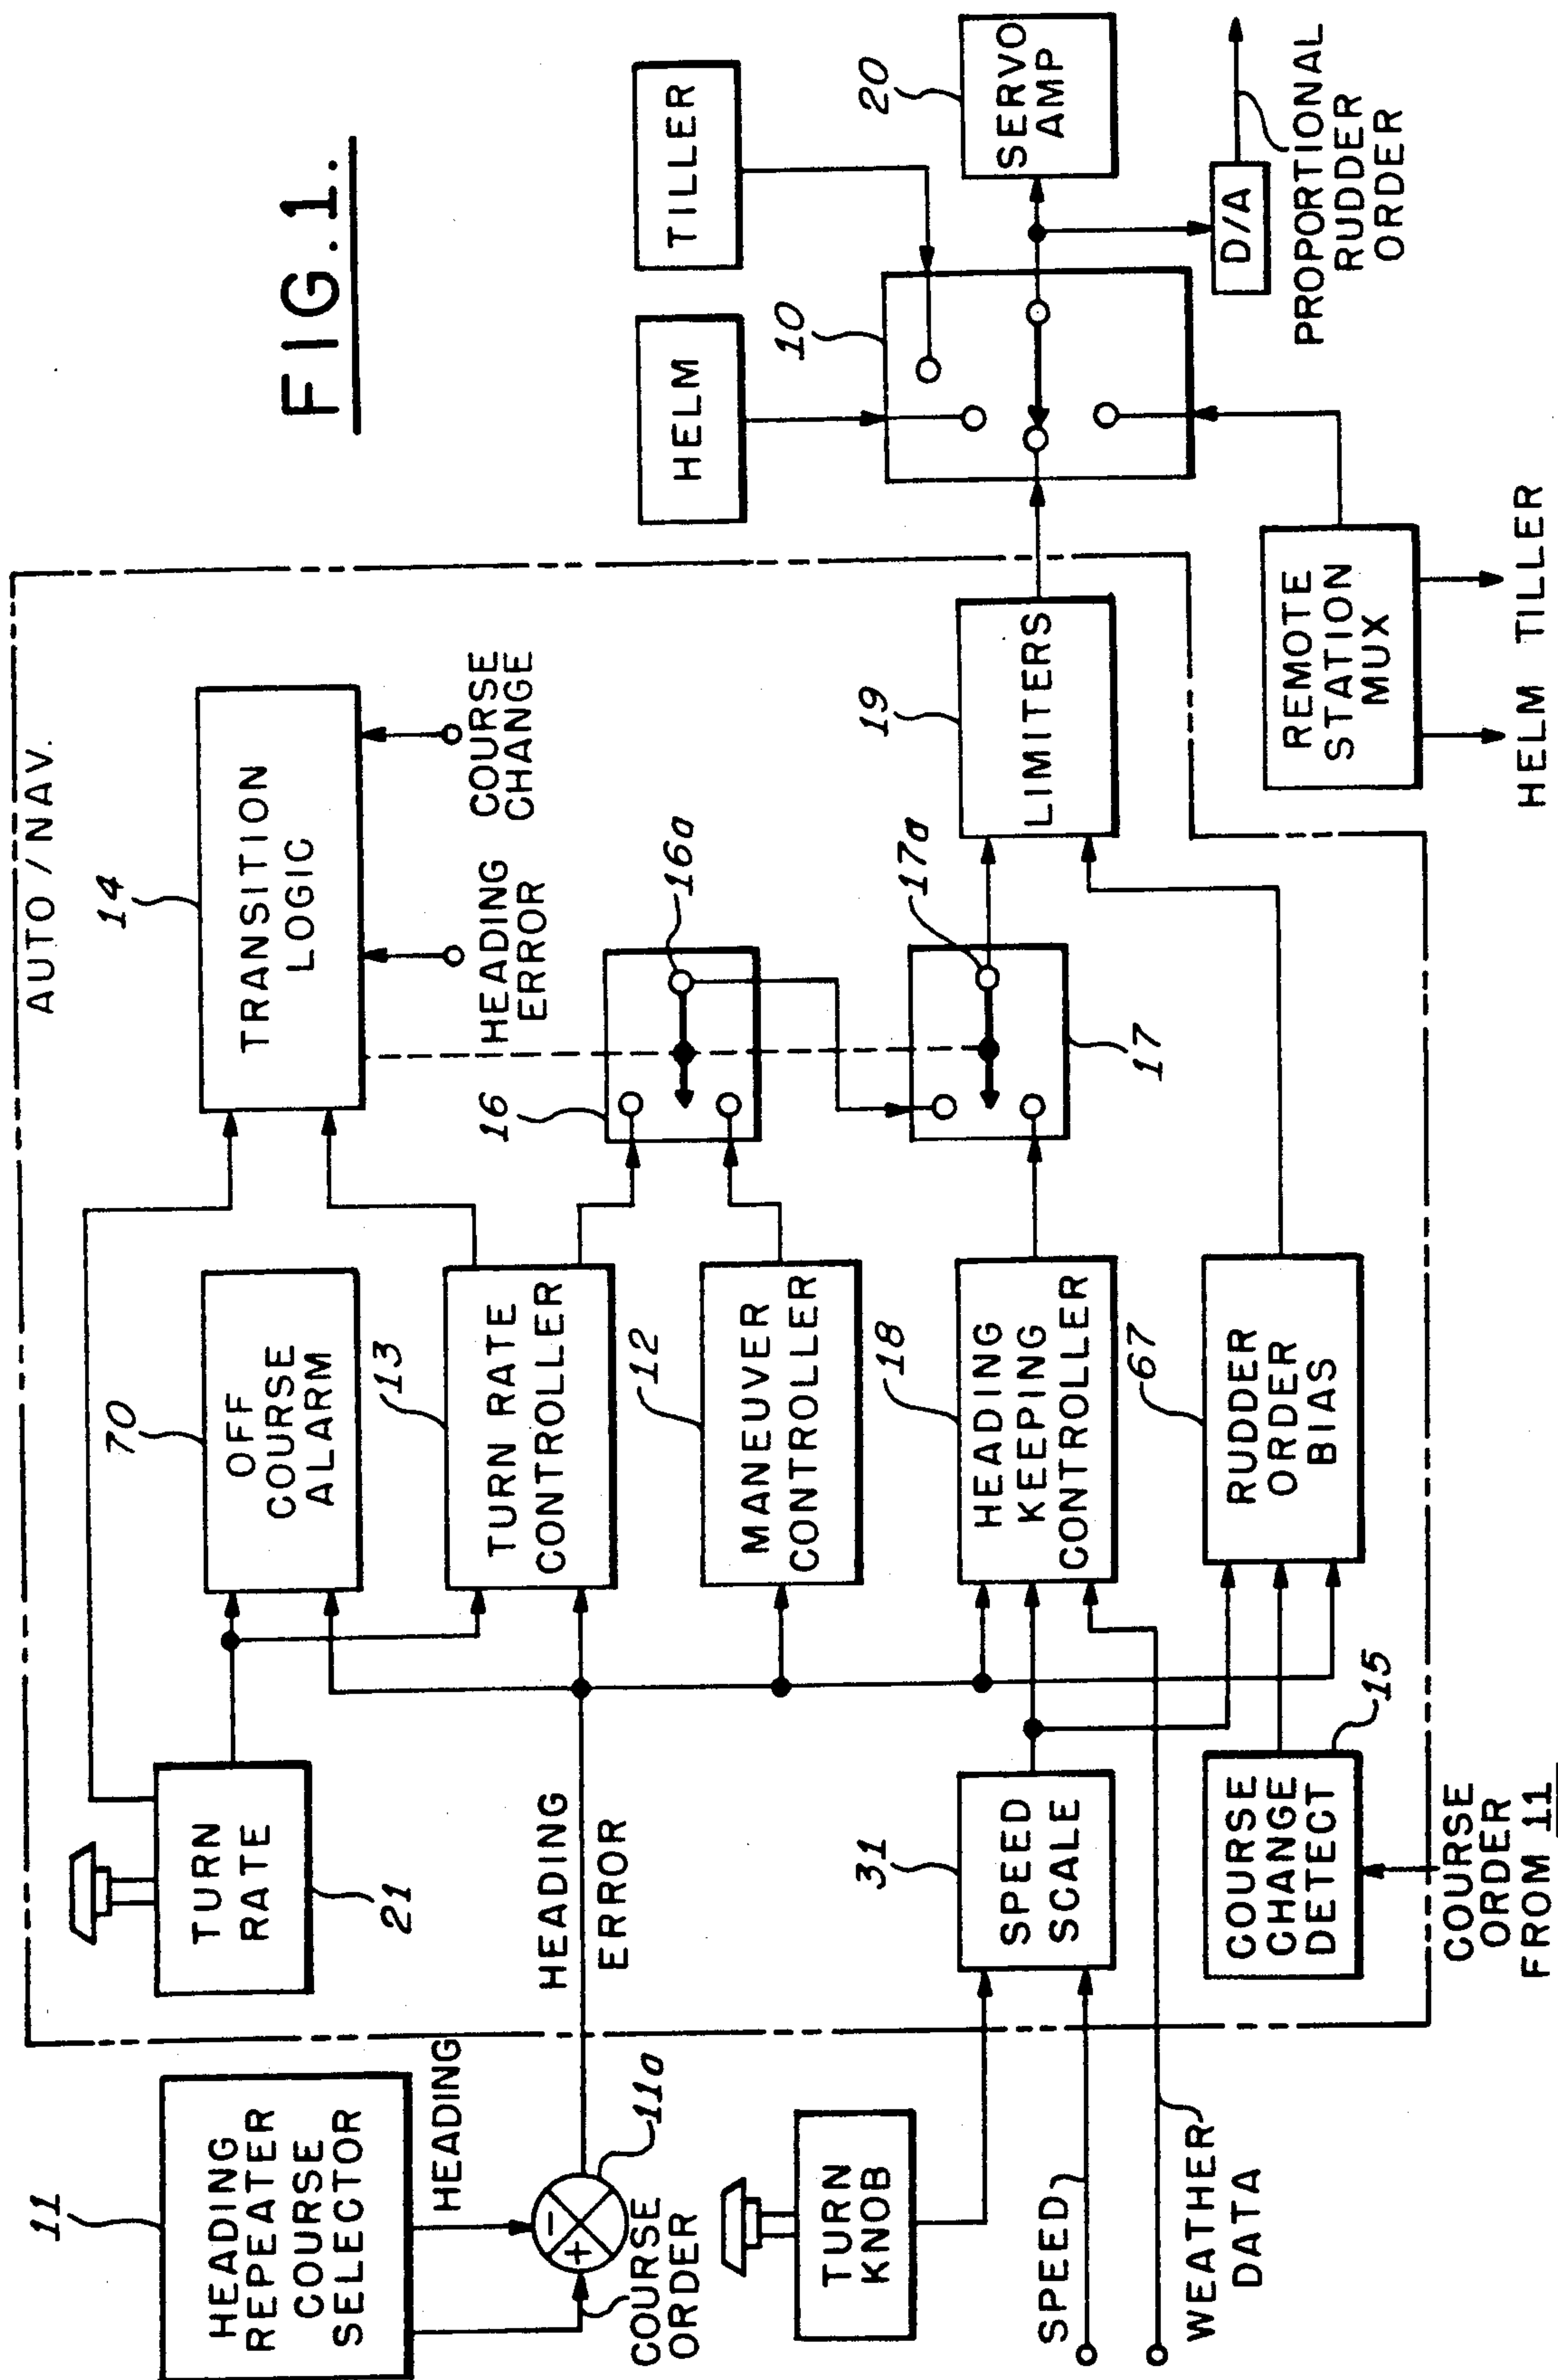 FIG.1.
AUTO / NAV.
11
HEADING
REPEATER
COURSE
SELECTOR
HEADING
11a
COURSE
ORDER
TURN
RATE
21
HEADING
ERROR
TURN
KNOB
SPEED
WEATHER
DATA
31
SPEED
SCALE
COURSE
CHANGE
DETECT
15
COURSE
ORDER
FROM 11
70
OFF
COURSE
ALARM
13
TURN RATE
CONTROLLER
12
MANEUVER
CONTROLLER
18
HEADING
KEEPING
CONTROLLER
67
RUDDER
ORDER
BIAS
14
TRANSITION
LOGIC
HEADING
ERROR
COURSE
CHANGE
16
16a
17a
17
19
LIMITERS
REMOTE
STATION
MUX
HELM TILLER
HELM
TILLER
10
20
SERVO
AMP
D/A
PROPORTIONAL
RUDDER
ORDER
+
−